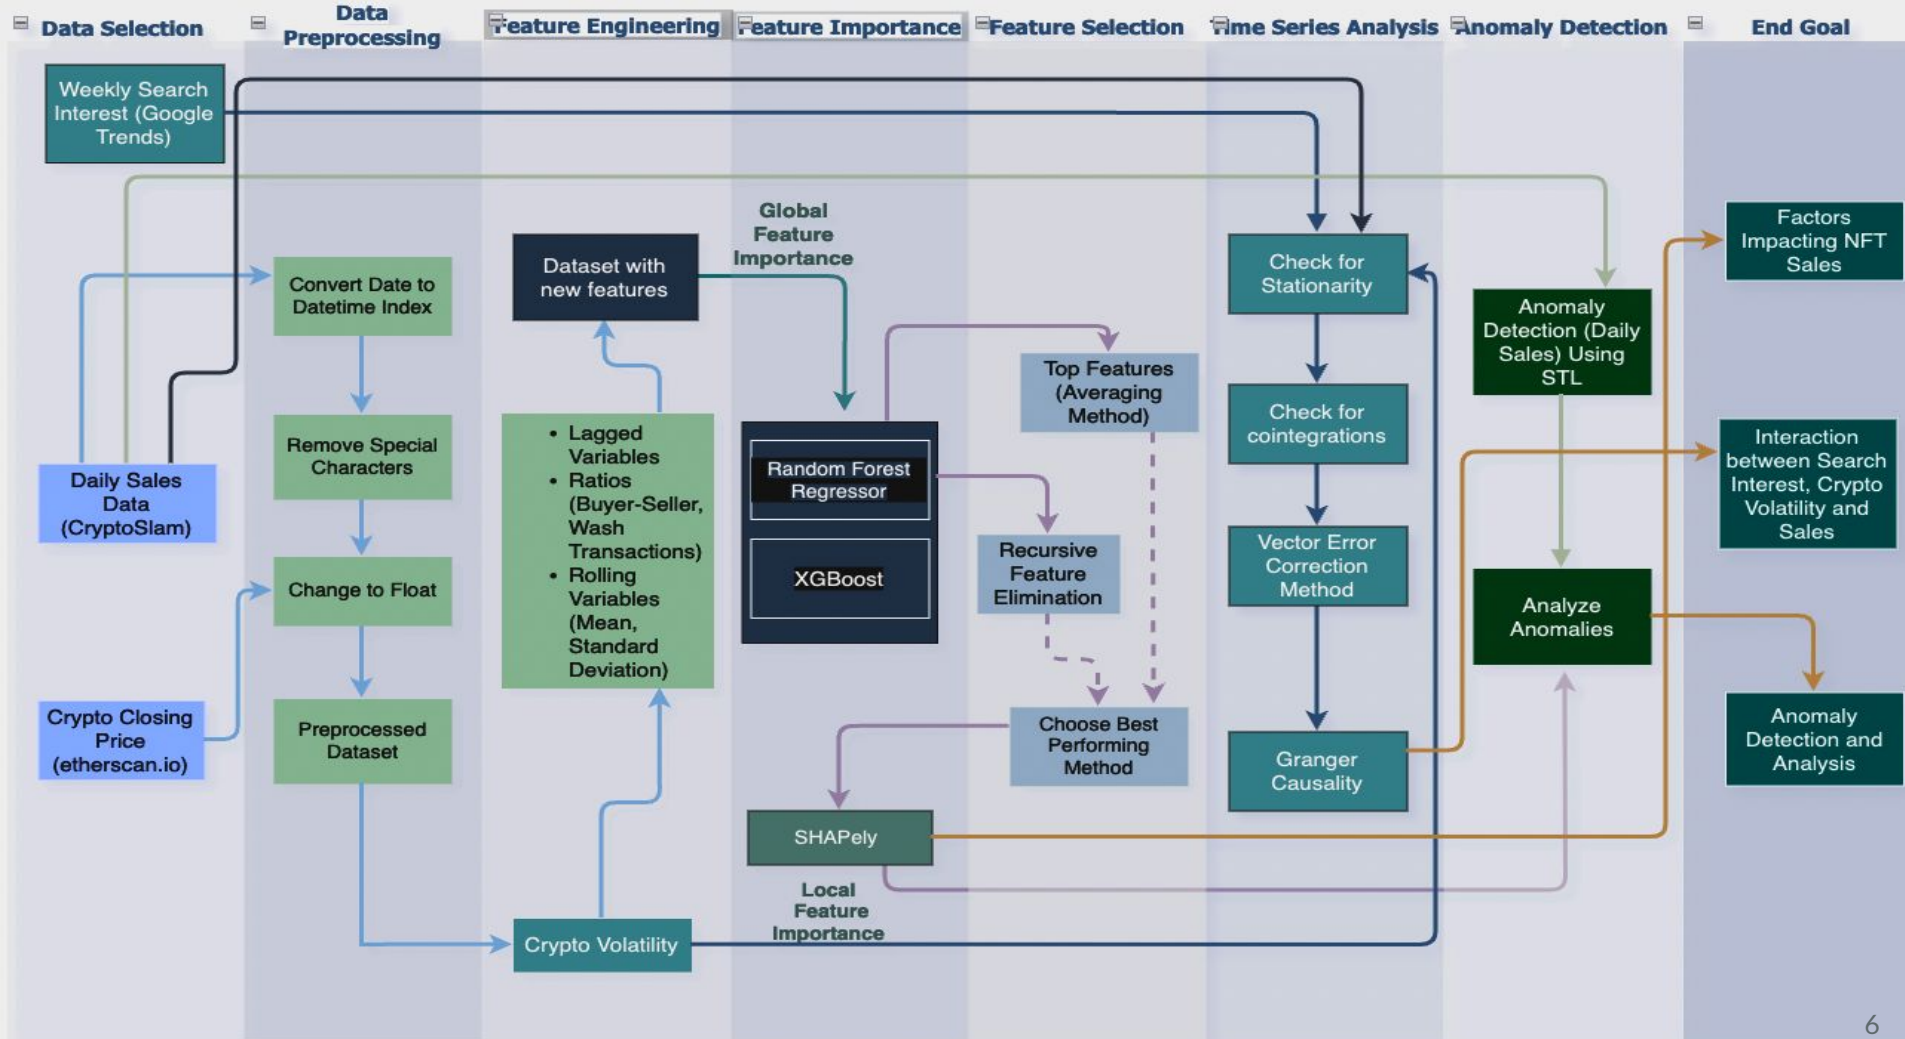 Data Selection
Data
Preprocessing
Feature Engineering
Feature Importance
Feature Selection
Time Series Analysis
Anomaly Detection
End Goal
Weekly Search
Interest (Google
Trends)
Daily Sales
Data
(CryptoSlam)
Crypto Closing
Price
(etherscan.io)
Convert Date to
Datetime Index
Remove Special
Characters
Change to Float
Preprocessed
Dataset
Dataset with
new features
• Lagged
Variables
• Ratios
(Buyer-Seller,
Wash
Transactions)
• Rolling
Variables
(Mean,
Standard
Deviation)
Crypto Volatility
Global
Feature
Importance
Random Forest
Regressor
XGBoost
SHAPely
Local
Feature
Importance
Top Features
(Averaging
Method)
Recursive
Feature
Elimination
Choose Best
Performing
Method
Check for
Stationarity
Check for
cointegrations
Vector Error
Correction
Method
Granger
Causality
Anomaly
Detection (Daily
Sales) Using
STL
Analyze
Anomalies
Factors
Impacting NFT
Sales
Interaction
between Search
Interest, Crypto
Volatility and
Sales
Anomaly
Detection and
Analysis
6